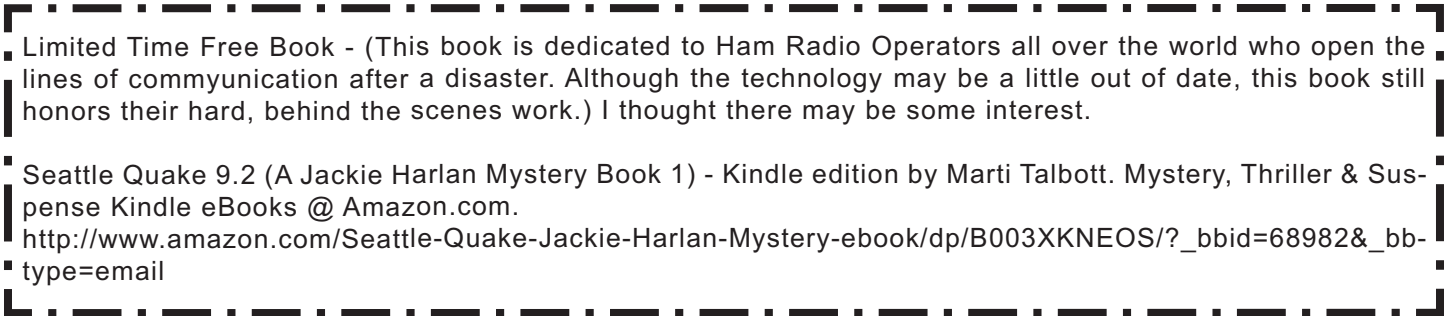 Limited Time Free Book - (This book is dedicated to Ham Radio Operators all over the world who open the
lines of commyunication after a disaster. Although the technology may be a little out of date, this book still
honors their hard, behind the scenes work.) I thought there may be some interest.
Seattle Quake 9.2 (A Jackie Harlan Mystery Book 1) - Kindle edition by Marti Talbott. Mystery, Thriller & Sus-
pense Kindle eBooks @ Amazon.com.
http://www.amazon.com/Seattle-Quake-Jackie-Harlan-Mystery-ebook/dp/B003XKNEOS/?_bbid=68982&_bb-
type=email